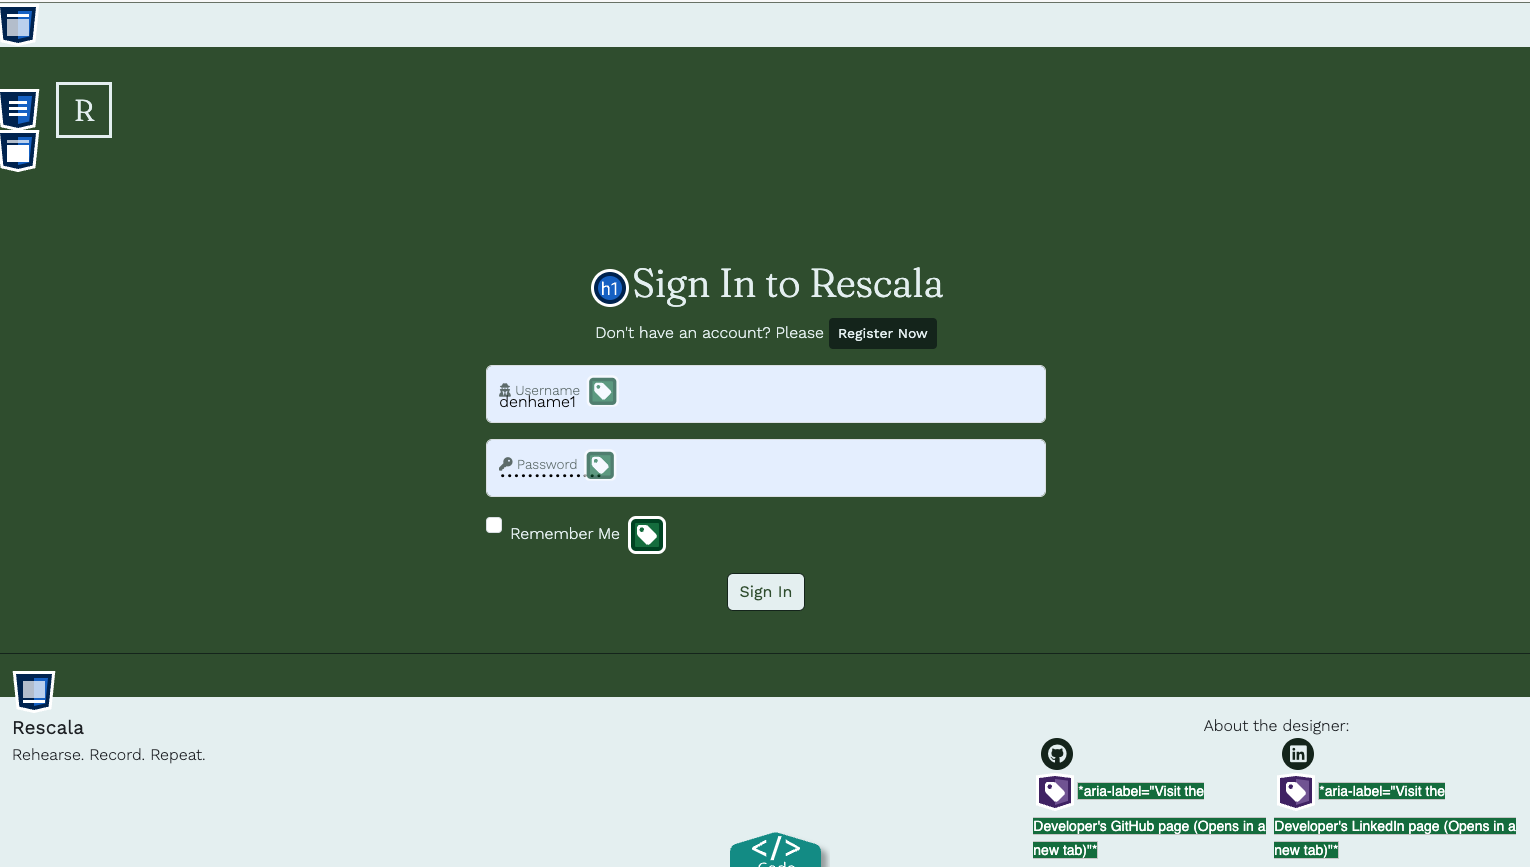 R
h1 Sign In to Rescala
Don't have an account? Please Register Now
Username
denhame1
Password
Remember Me
Sign In
Rescala
Rehearse. Record. Repeat.
About the designer:
*aria-label="Visit the
Developer's GitHub page (Opens in a
new tab)"*
*aria-label="Visit the
Developer's LinkedIn page (Opens in a
new tab)"*
</>
Code